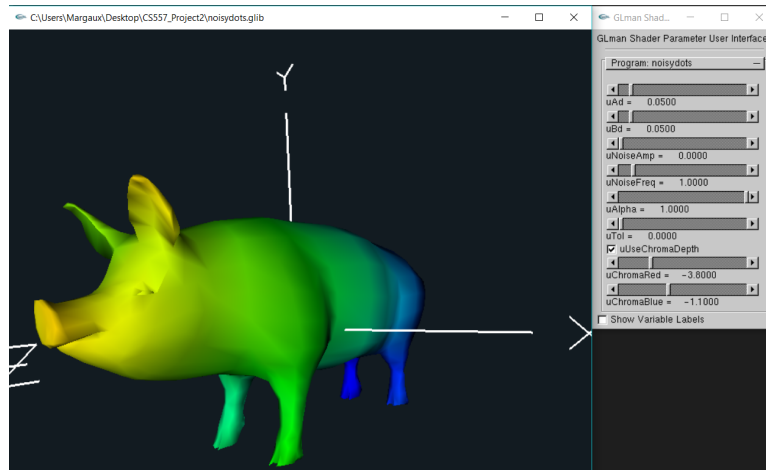 C:\Users\Margaux\Desktop\CS557_Project2\noisydots.glib
GLman Shad...
GLman Shader Parameter User Interface
Program: noisydots
uAd = 0.0500
uBd = 0.0500
uNoiseAmp = 0.0000
uNoiseFreq = 1.0000
uAlpha = 1.0000
uTol = 0.0000
uUseChromaDepth
uChromaRed = -3.8000
uChromaBlue = -1.1000
Show Variable Labels
Y
X
Z